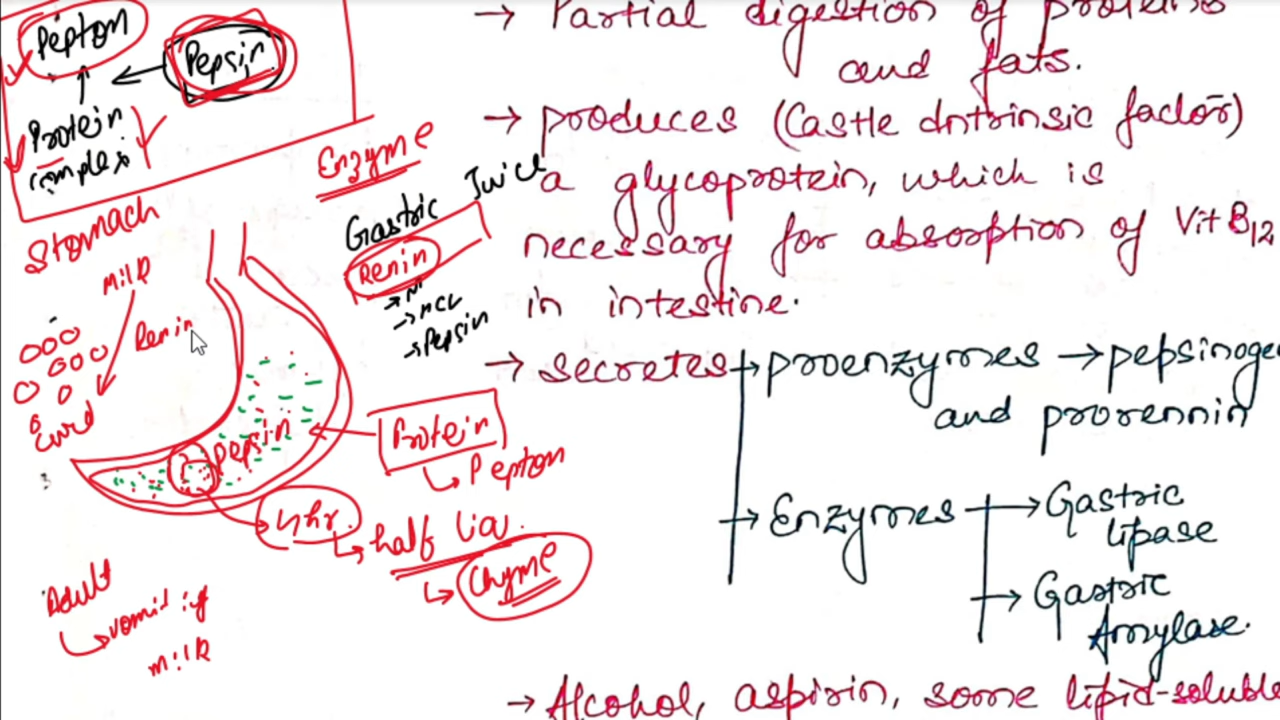 Pepton
Pepsin
Protein
complex
Enzyme
Stomach
Gastric Juice
Renin
→ HCL
→ Pepsin
Milk
Renin
curd
Pepsin
Protein
Pepton
4hr.
half liq.
Chyme
Adult
vomit if
milk
→ Partial digestion of proteins
and fats.
→ produces (Castle intrinsic factor)
a glycoprotein, which is
necessary for absorption of Vit B12
in intestine.
→ secretes → proenzymes → pepsinogen
and prorennin
→ Enzymes → Gastric
lipase
→ Gastric
Amylase.
→ Alcohol, aspirin, some lipid-soluble